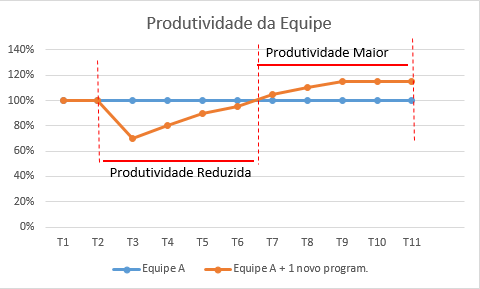 Produtividade da Equipe
140%
Produtividade Maior
120%
100%
80%
60%
40%
Produtividade Reduzida
20%
0%
T1 T2 T3 T4 T5 T6 T7 T8 T9 T10 T11
Equipe A Equipe A + 1 novo program.